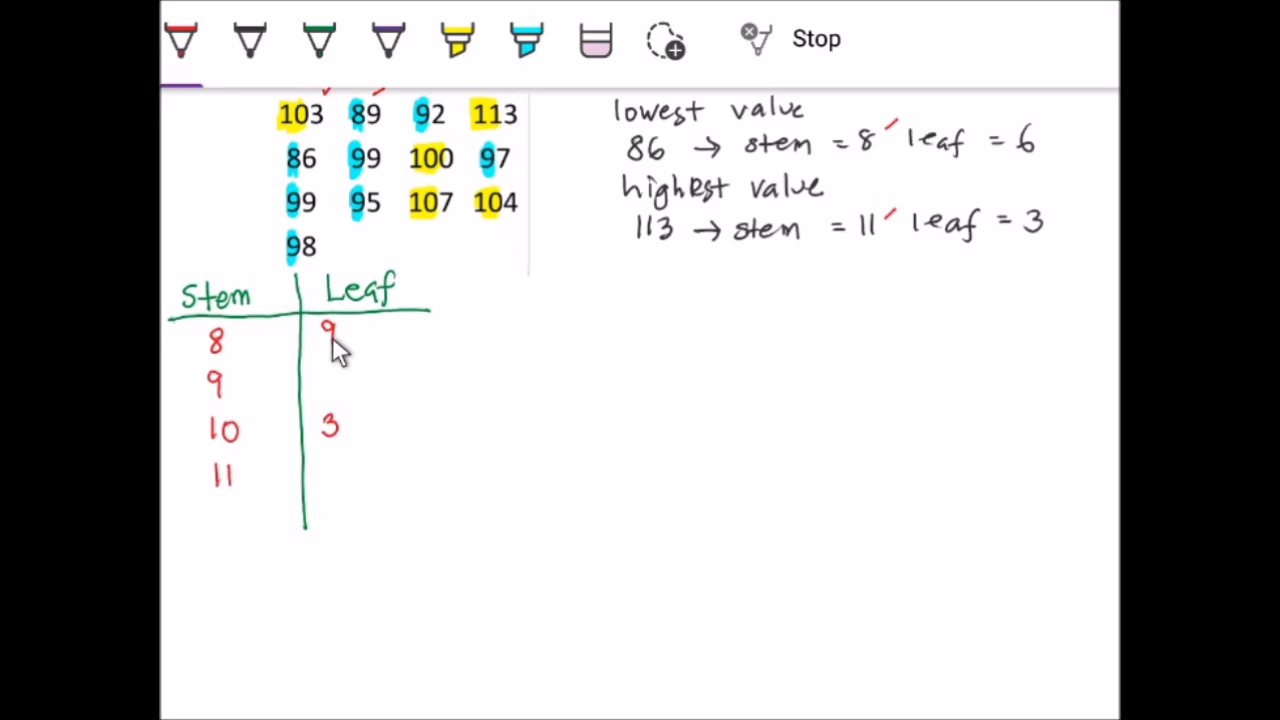 Stop
103 89 92 113
86 99 100 97
99 95 107 104
98
lowest value
86 → stem = 8 leaf = 6
highest value
113 → stem = 11 leaf = 3
Stem Leaf
8 9
9
10 3
11